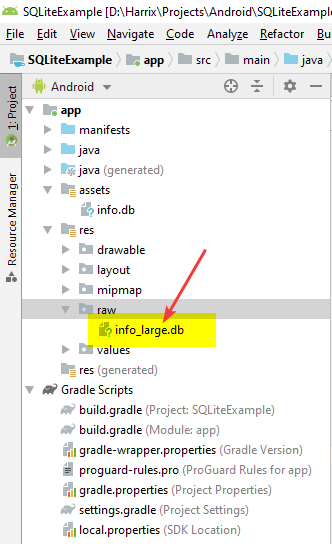 SQLiteExample [D:\Harrix\Projects\Android\SQLiteExample
File Edit View Navigate Code Analyze Refactor
SQLiteExample app src main java
Android
1: Project
Resource Manager
app
manifests
java
java (generated)
assets
info.db
res
drawable
layout
mipmap
raw
info_large.db
values
res (generated)
Gradle Scripts
build.gradle (Project: SQLiteExample)
build.gradle (Module: app)
gradle-wrapper.properties (Gradle Version)
proguard-rules.pro (ProGuard Rules for app)
gradle.properties (Project Properties)
settings.gradle (Project Settings)
local.properties (SDK Location)